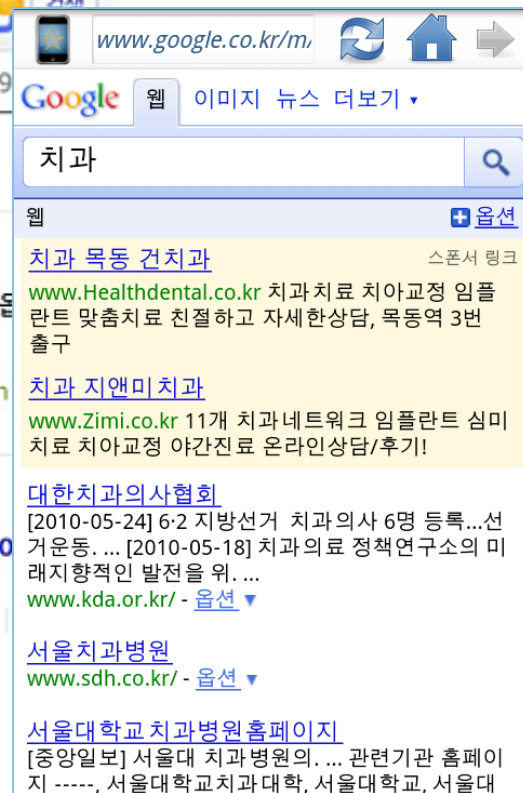 www.google.co.kr/m/
Google 웹 이미지 뉴스 더보기 ▾
치과
웹 옵션
치과 목동 건치과 스폰서 링크
www.Healthdental.co.kr 치과치료 치아교정 임플
란트 맞춤치료 친절하고 자세한상담, 목동역 3번
출구
치과 지앤미치과
www.Zimi.co.kr 11개 치과네트워크 임플란트 심미
치료 치아교정 야간진료 온라인상담/후기!
대한치과의사협회
[2010-05-24] 6·2 지방선거 치과의사 6명 등록...선
거운동. ... [2010-05-18] 치과의료 정책연구소의 미
래지향적인 발전을 위. ...
www.kda.or.kr/ - 옵션 ▼
서울치과병원
www.sdh.co.kr/ - 옵션 ▼
서울대학교치과병원홈페이지
[중앙일보] 서울대 치과병원의. ... 관련기관 홈페이
지 -----, 서울대학교치과대학, 서울대학교, 서울대